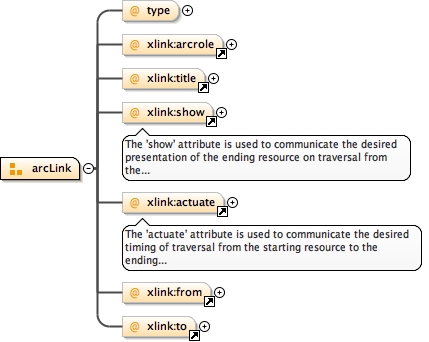 @ type
@ xlink:arcrole
@ xlink:title
@ xlink:show
The 'show' attribute is used to communicate the desired
presentation of the ending resource on traversal from
the...
arcLink
@ xlink:actuate
The 'actuate' attribute is used to communicate the desired
timing of traversal from the starting resource to the
ending...
@ xlink:from
@ xlink:to